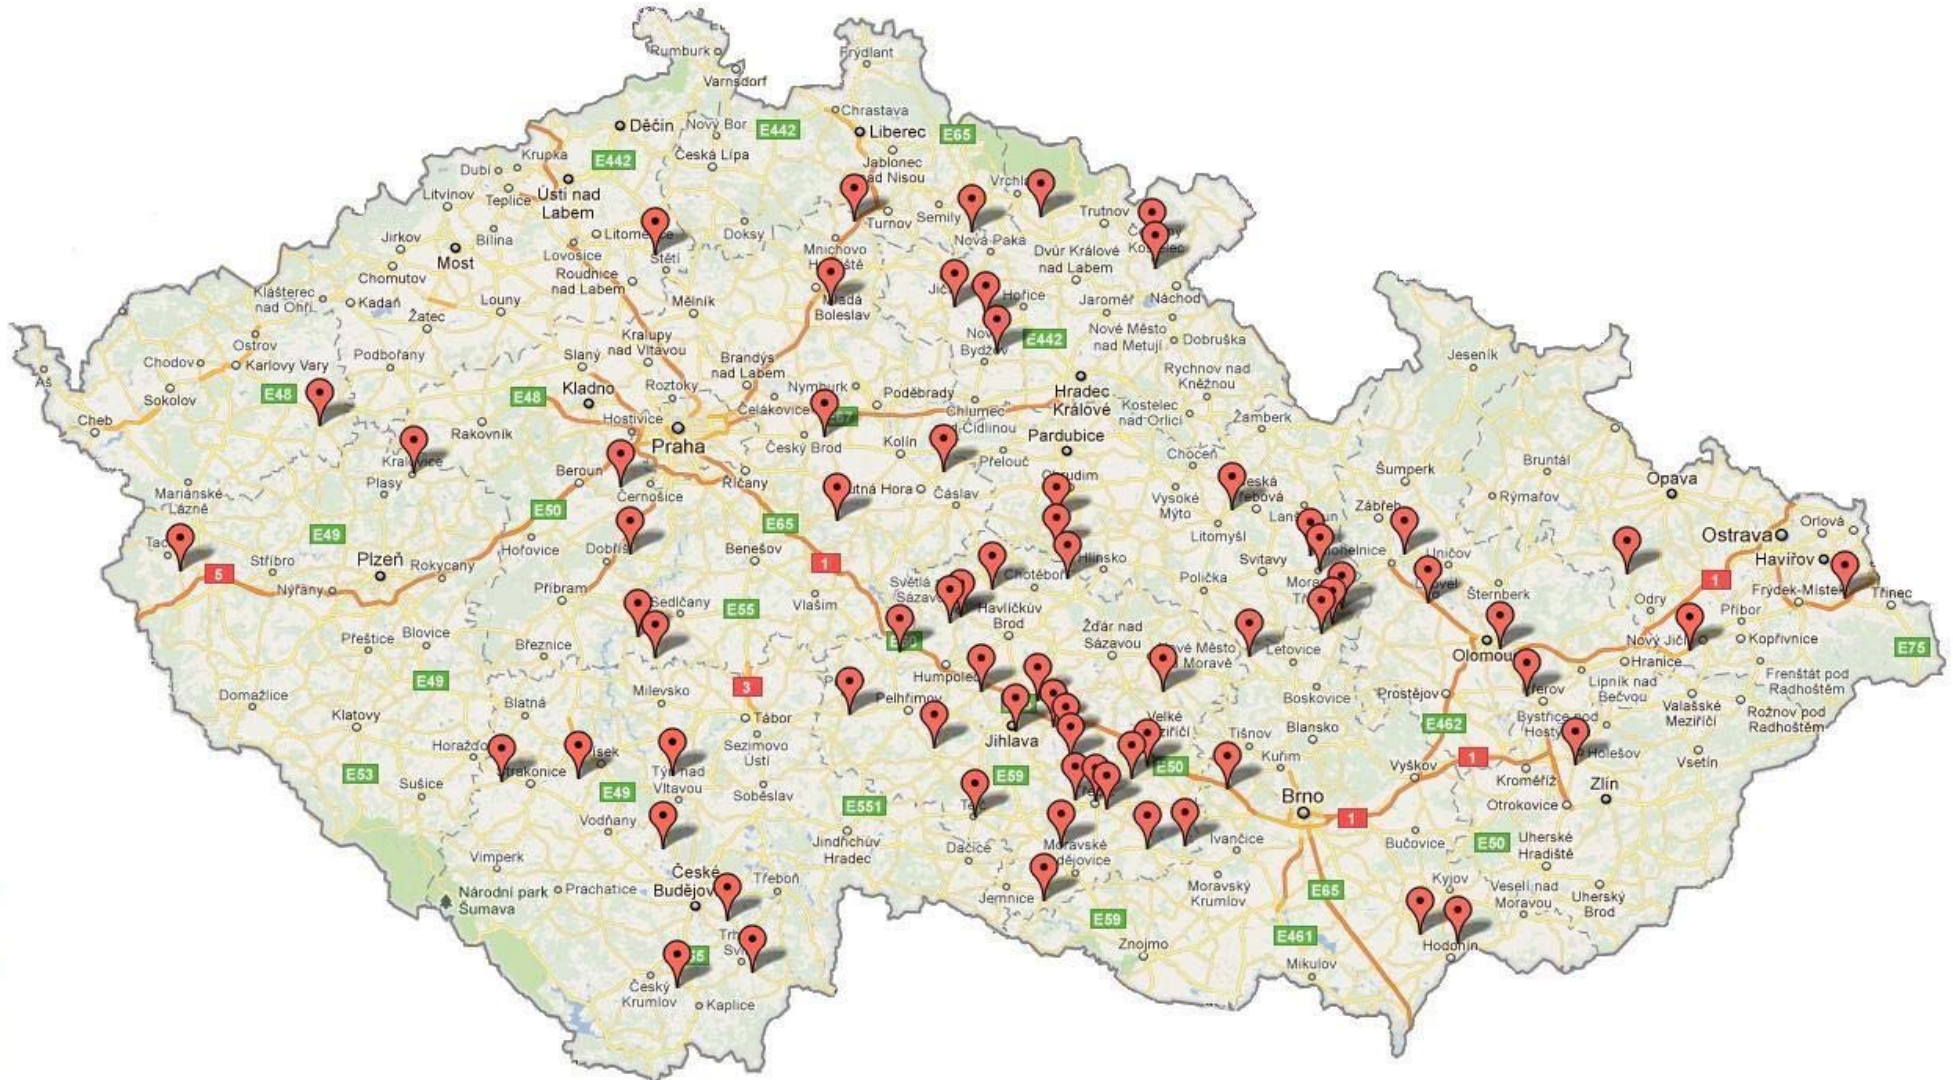 Rumburk
Frýdlant
Varnsdorf
Chrastava
Děčín
Nový Bor
E442
Liberec
E65
Krupka
E442
Česká Lípa
Jablonec
nad Nisou
Dubí
Litvínov
Teplice
Ústí nad
Labem
Semily
Trutnov
Turnov
Jirkov
Bílina
Doksy
Nová Paka
Most
Lovosice
Mnichovo
Štětí
Dvůr Králové
nad Labem
Chomutov
Roudnice
nad Labem
Klášterec
nad Ohří
Kadaň
Louny
Mělník
Mladá
Boleslav
Hořice
Jaroměř
Náchod
Žatec
Kralupy
nad Vltavou
Bydžov
E442
Nové Město
nad Metují
Dobruška
Ostrov
Chodov
Karlovy Vary
Podbořany
Slaný
Brandýs
nad Labem
Jeseník
Aš
Sokolov
E48
E48
Kladno
Roztoky
Nymburk
Poděbrady
Hradec
Králové
Rychnov nad
Kněžnou
Cheb
Rakovník
Hostivice
Čelákovice
Chlumec
Kostelec
nad Orlicí
Žamberk
Praha
Český Brod
Kolín
Pardubice
Přelouč
Choceň
Beroun
Plasy
Mariánské
Lázně
Černošice
Říčany
Čáslav
Vysoké
Mýto
Šumperk
Bruntál
Opava
Rýmařov
E50
E65
Zábřeh
Litomyšl
Orlová
Ostrava
E49
Stříbro
Plzeň
Hořovice
Benešov
1
Hlinsko
Svitavy
Uničov
Havířov
5
Nýřany
Rokycany
Příbram
Světlá
Chotěboř
Polička
Šternberk
1
Frýdek-Místek
Třinec
Sedlčany
E55
Vlašim
Havlíčkův
Brod
Odry
Příbor
Přeštice
Blovice
Březnice
Žďár nad
Sázavou
Letovice
Kopřivnice
E75
Hranice
E49
Milevsko
3
Humpolec
Boskovice
Prostějov
Lipník nad
Bečvou
Frenštát pod
Radhoštěm
Domažlice
Blatná
Pelhřimov
Klatovy
Tábor
Blansko
E462
Bystřice pod
Valašské
Meziříčí
Rožnov pod
Radhoštěm
Sezimovo
Ústí
Jihlava
Velké
Tišnov
Kuřim
Holešov
Vsetín
E53
Sušice
Strakonice
E49
Vltavou
Soběslav
E59
E50
Vyškov
1
Kroměříž
Zlín
Otrokovice
E551
Brno
1
Vodňany
Jindřichův
Hradec
Dačice
Ivančice
Bučovice
E50
Uherské
Hradiště
Vimperk
Moravské
Národní park
Šumava
Prachatice
České
Třeboň
Jemnice
Moravský
Krumlov
E65
Kyjov
Veselí nad
Moravou
Uherský
Brod
E59
E461
Znojmo
Hodonín
Mikulov
Český
Krumlov
Kaplice